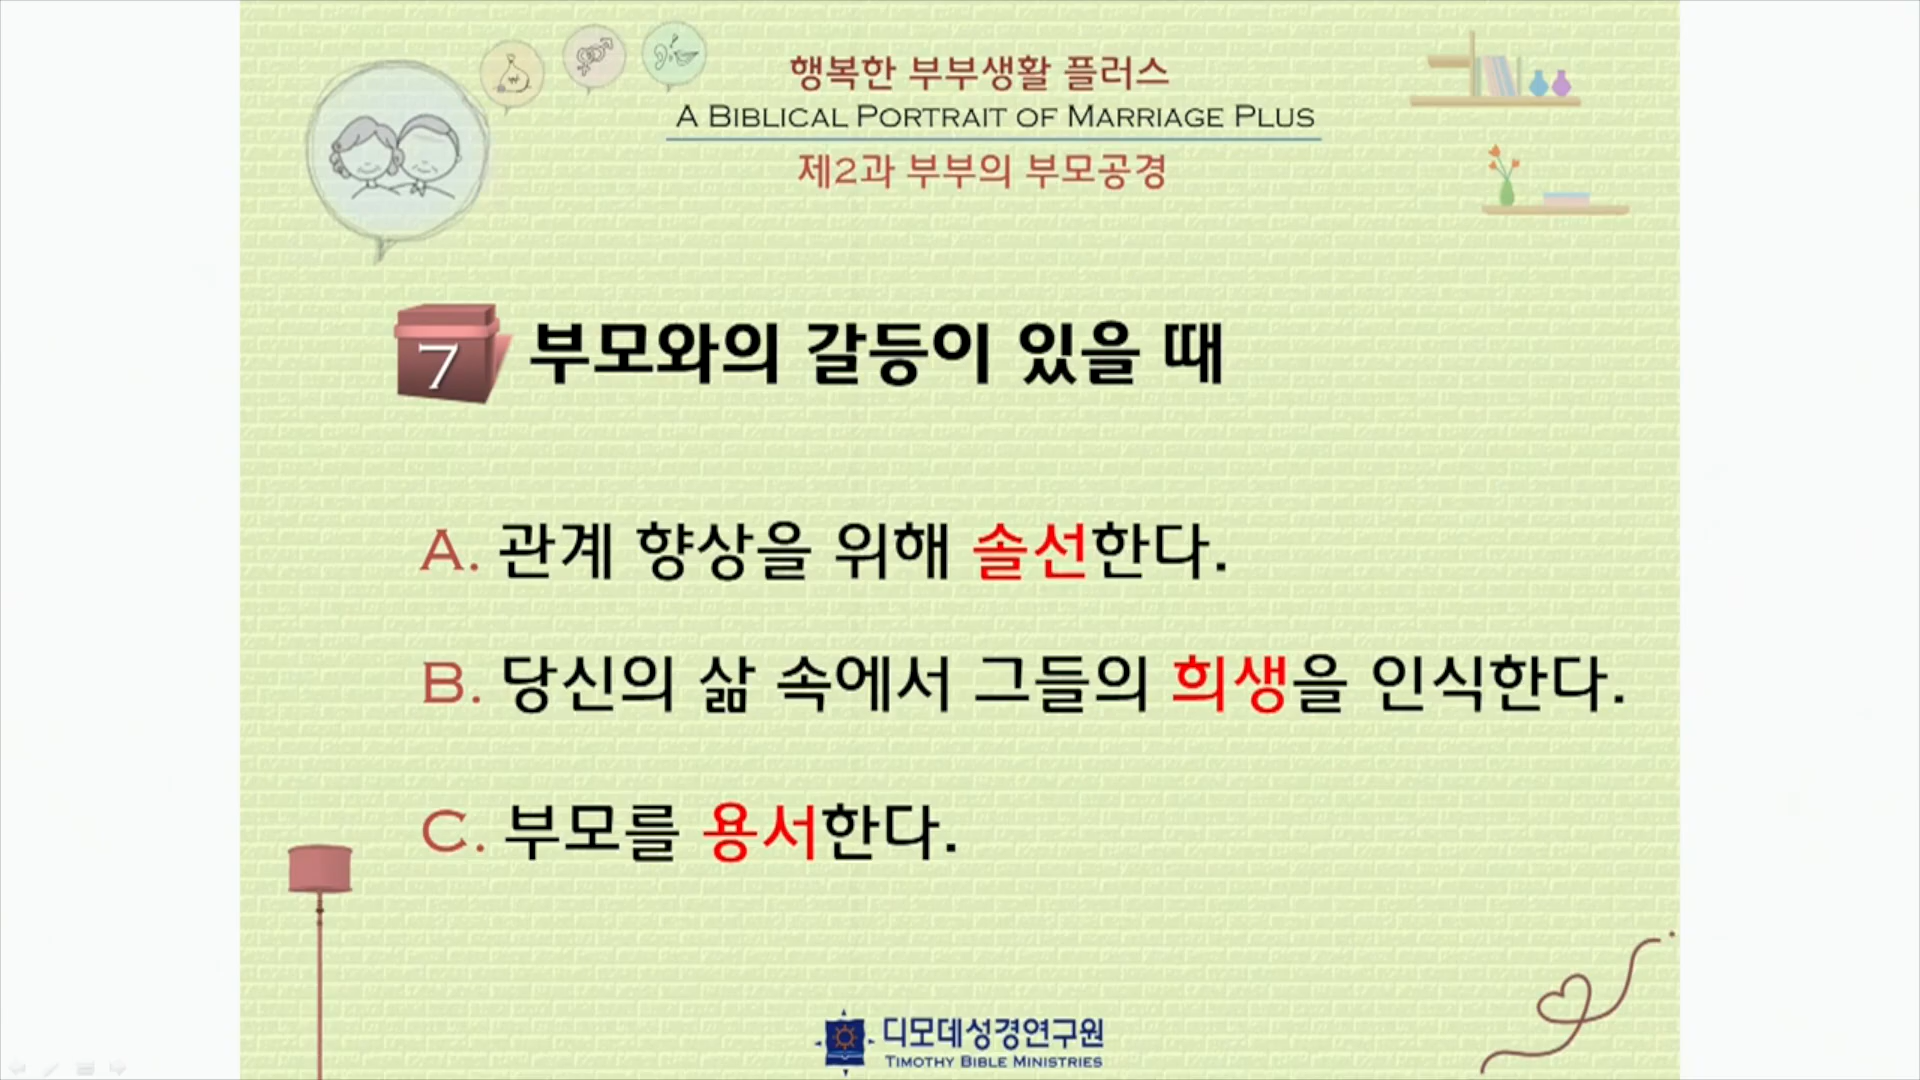 행복한 부부생활 플러스
A BIBLICAL PORTRAIT OF MARRIAGE PLUS
제2과 부부의 부모공경
7 부모와의 갈등이 있을 때
A. 관계 향상을 위해 솔선한다.
B. 당신의 삶 속에서 그들의 희생을 인식한다.
C. 부모를 용서한다.
디모데성경연구원
TIMOTHY BIBLE MINISTRIES